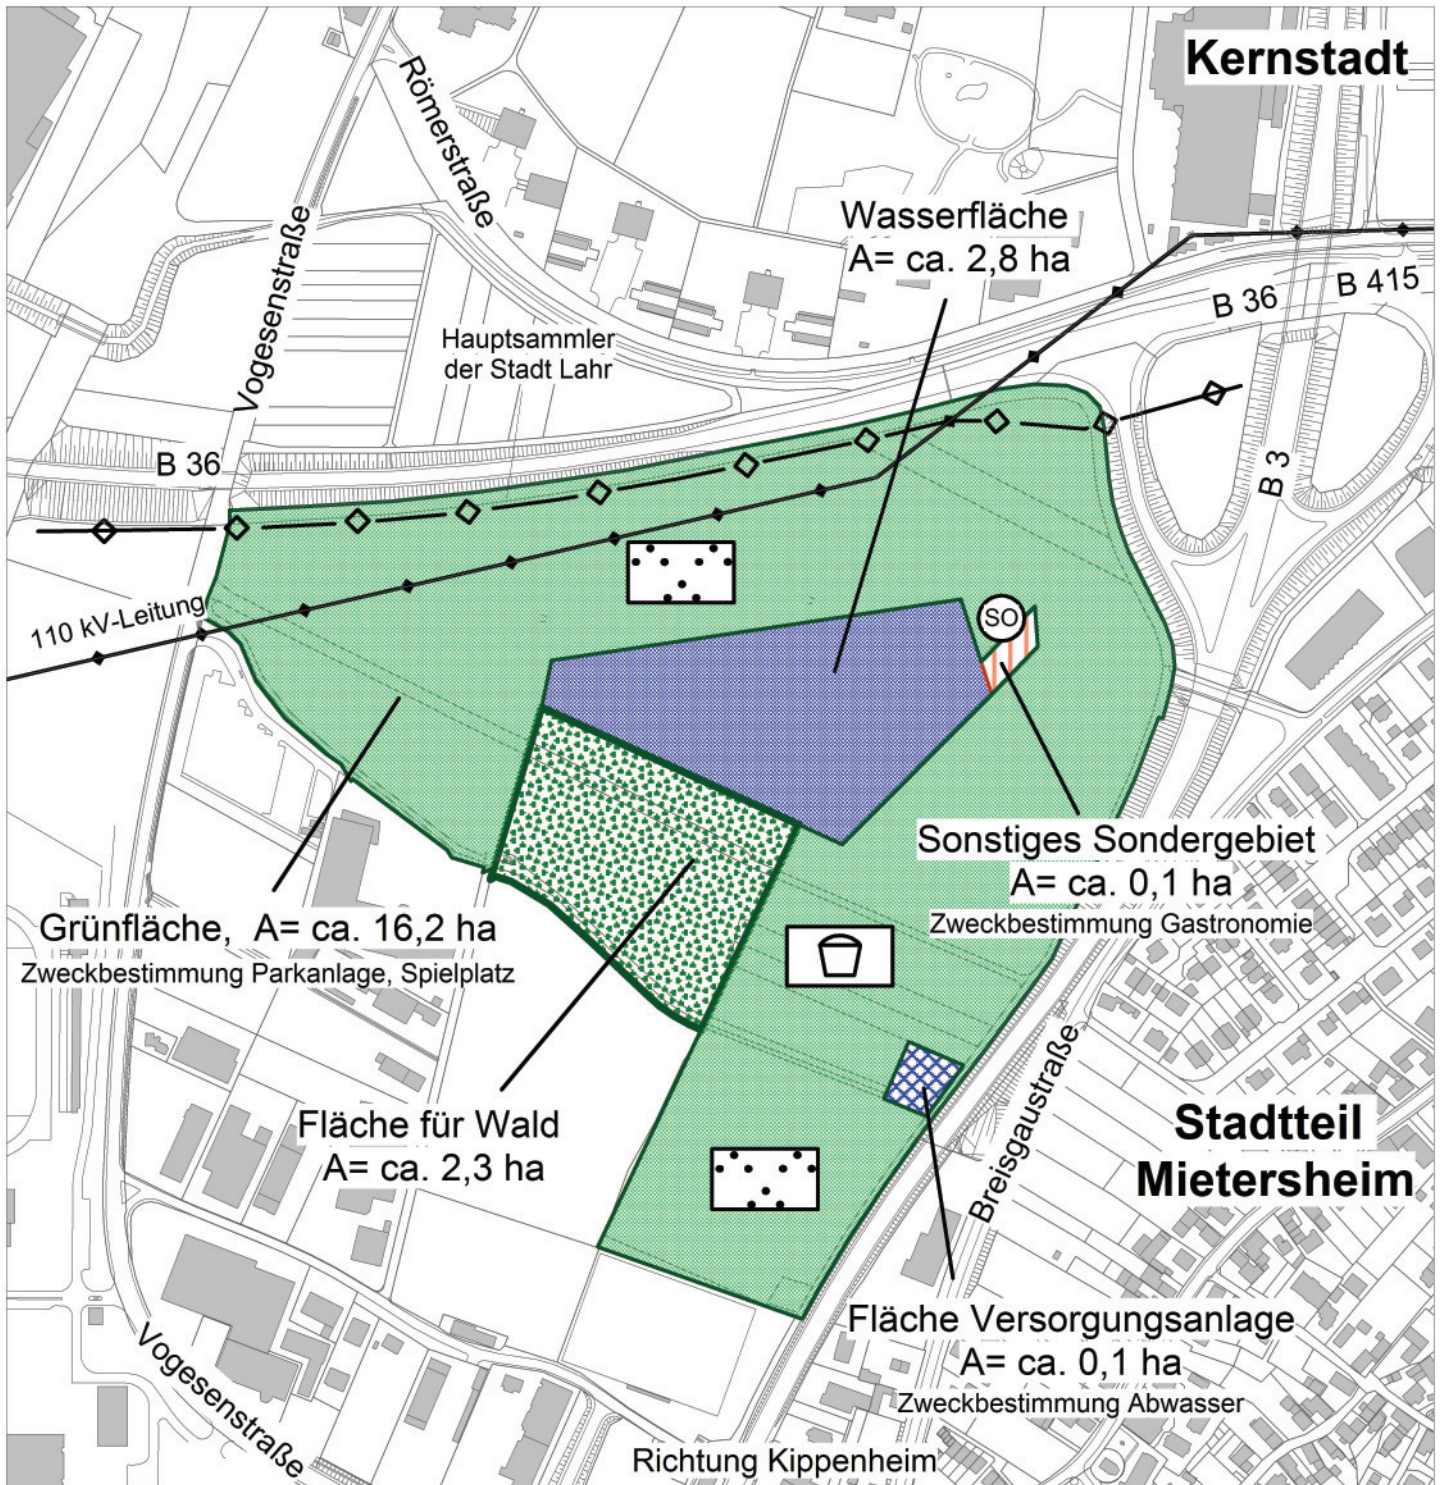 Kernstadt
Römerstraße
Vogesenstraße
Wasserfläche
A= ca. 2,8 ha
B 36
B 415
Hauptsammler
der Stadt Lahr
B 36
B 3
110 kV-Leitung
SO
Sonstiges Sondergebiet
A= ca. 0,1 ha
Zweckbestimmung Gastronomie
Grünfläche, A= ca. 16,2 ha
Zweckbestimmung Parkanlage, Spielplatz
Fläche für Wald
A= ca. 2,3 ha
Breisgaustraße
Stadtteil
Mietersheim
Fläche Versorgungsanlage
A= ca. 0,1 ha
Zweckbestimmung Abwasser
Vogesenstraße
Richtung Kippenheim